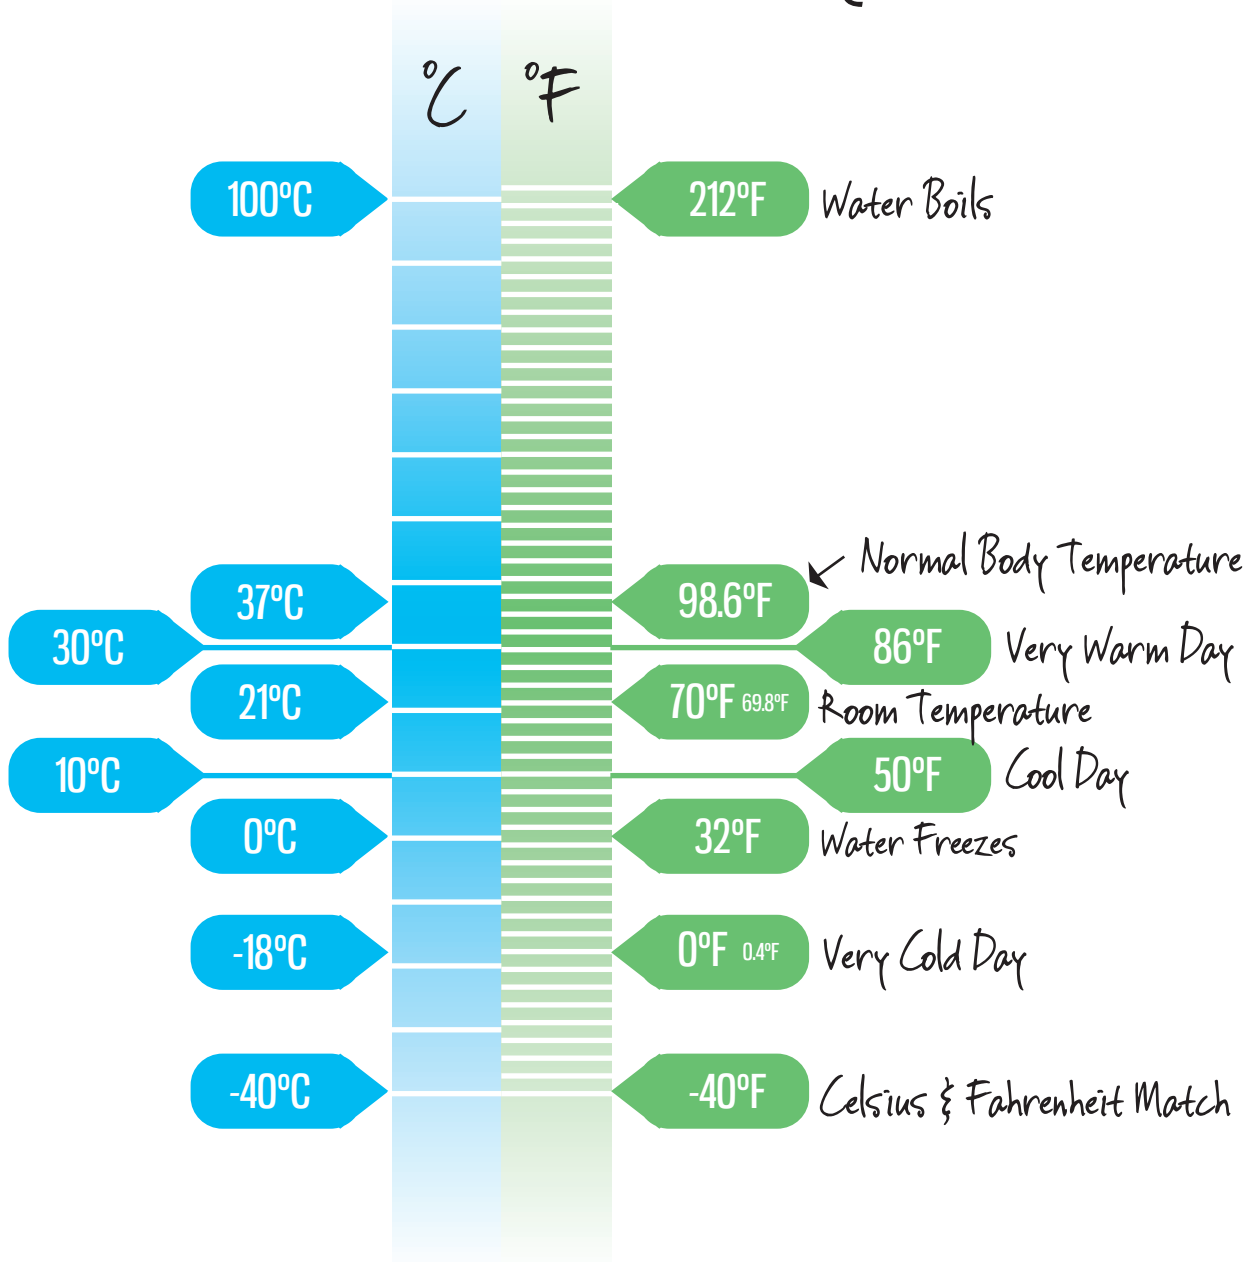 °C °F
100°C 212°F Water Boils
Normal Body Temperature
37°C 98.6°F
30°C 86°F Very Warm Day
21°C 70°F 69.8°F Room Temperature
10°C 50°F Cool Day
0°C 32°F Water Freezes
-18°C 0°F 0.4°F Very Cold Day
-40°C -40°F Celsius & Fahrenheit Match